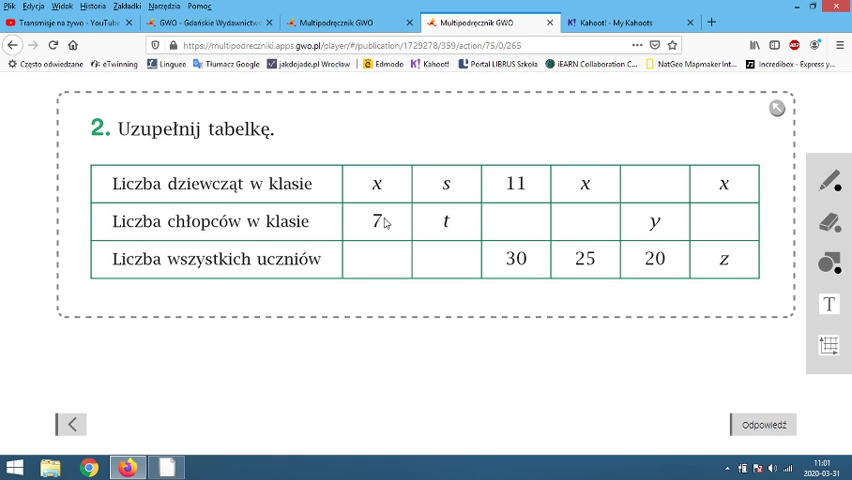 Plik Edycja Widok Historia Zakładki Narzędzia Pomoc
Transmisje na żywo - YouTube
GWO - Gdańskie Wydawnictwo
Multipodręcznik GWO
Multipodręcznik GWO
Kahoot! - My Kahoots
https://multipodreczniki.apps.gwo.pl/player/#/publication/1729278/359/action/75/0/265
Często odwiedzane eTwinning Linguee Tłumacz Google jakdojade.pl Wrocław Edmodo Kahoot! Portal LIBRUS Szkoła iEARN Collaboration C... NatGeo Mapmaker Int... Incredibox - Express y...
2. Uzupełnij tabelkę.
Liczba dziewcząt w klasie x s 11 x x
Liczba chłopców w klasie 7 t y
Liczba wszystkich uczniów 30 25 20 z
T
Odpowiedź
11:01
2020-03-31